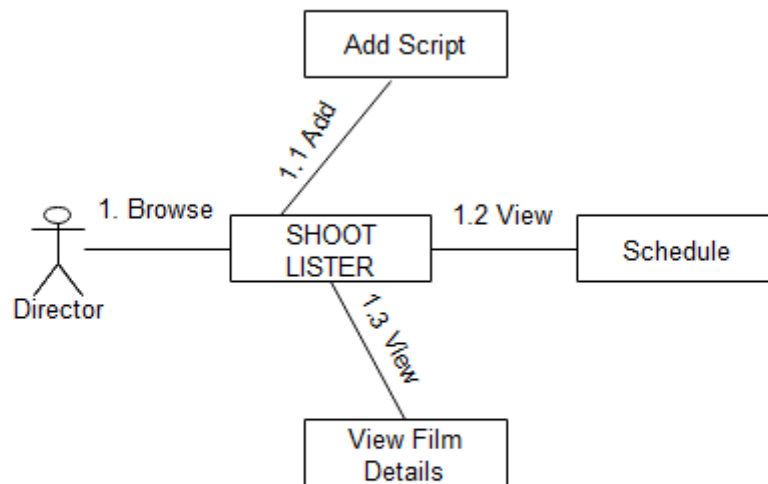 Add Script
1.1 Add
1. Browse
SHOOT
LISTER
1.2 View
Schedule
Director
1.3 View
View Film
Details